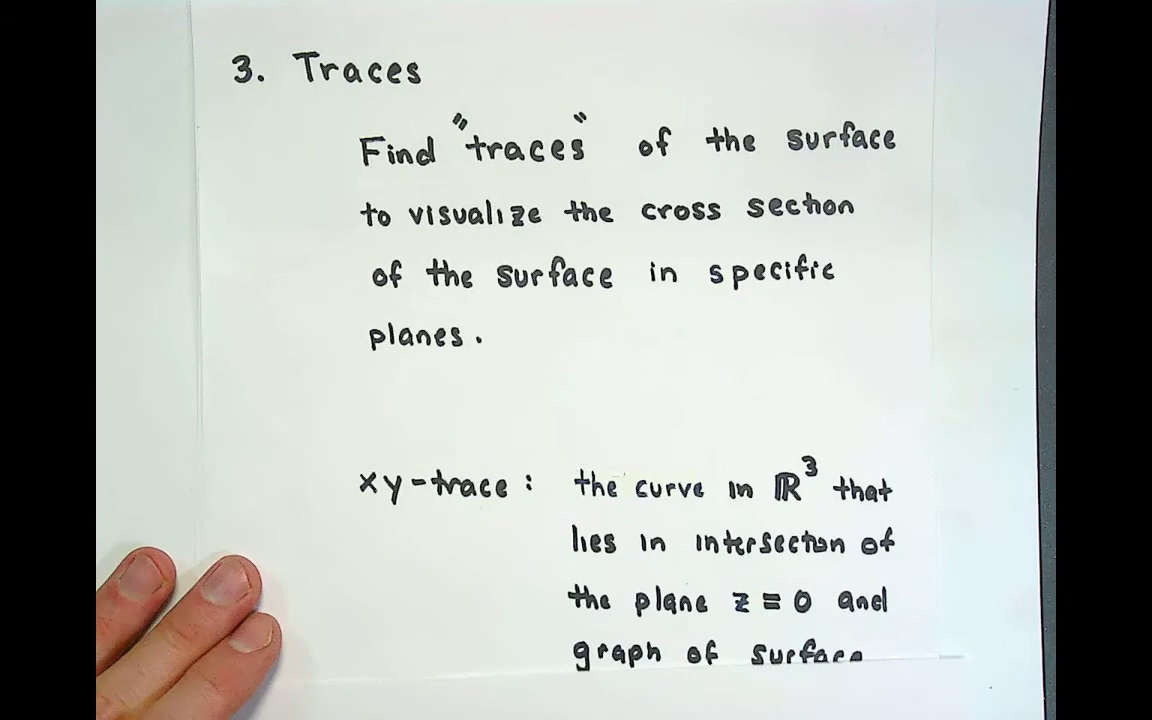 3. Traces
Find "traces" of the surface
to visualize the cross section
of the surface in specific
planes.
xy-trace: the curve in ℝ³ that
lies in intersection of
the plane z = 0 and
graph of surface